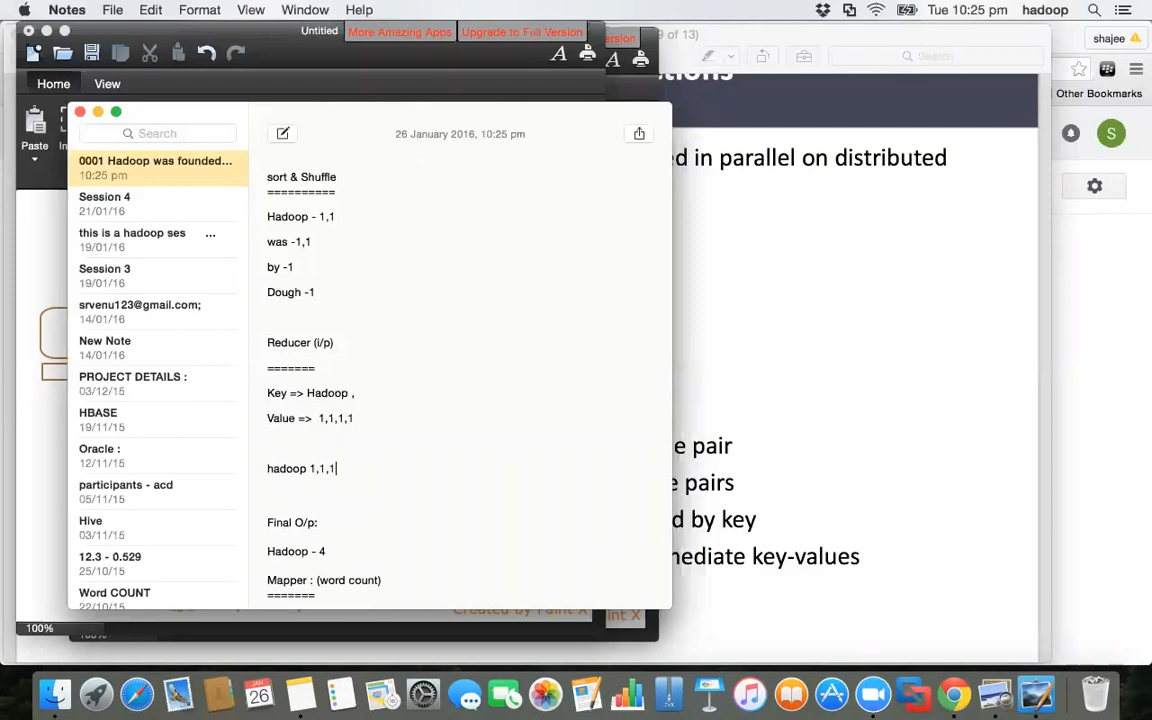 Notes File Edit Format View Window Help Tue 10:25 pm hadoop
Untitled More Amazing Apps Upgrade to Full Version
of 13)
shajee
Search
Home View
Other Bookmarks
Paste
Search
26 January 2016, 10:25 pm
S
0001 Hadoop was founded...
10:25 pm
Session 4
21/01/16
this is a hadoop ses ...
19/01/16
Session 3
19/01/16
srvenu123@gmail.com;
14/01/16
New Note
14/01/16
PROJECT DETAILS :
03/12/15
HBASE
19/11/15
Oracle :
12/11/15
participants - acd
05/11/15
Hive
03/11/15
12.3 - 0.529
25/10/15
Word COUNT
22/10/15
sort & Shuffle
==========
Hadoop - 1,1
was -1,1
by -1
Dough -1
Reducer (i/p)
=======
Key => Hadoop ,
Value => 1,1,1,1
hadoop 1,1,1
Final O/p:
Hadoop - 4
Mapper : (word count)
=======
ed in parallel on distributed
e pair
e pairs
d by key
mediate key-values
100%
26